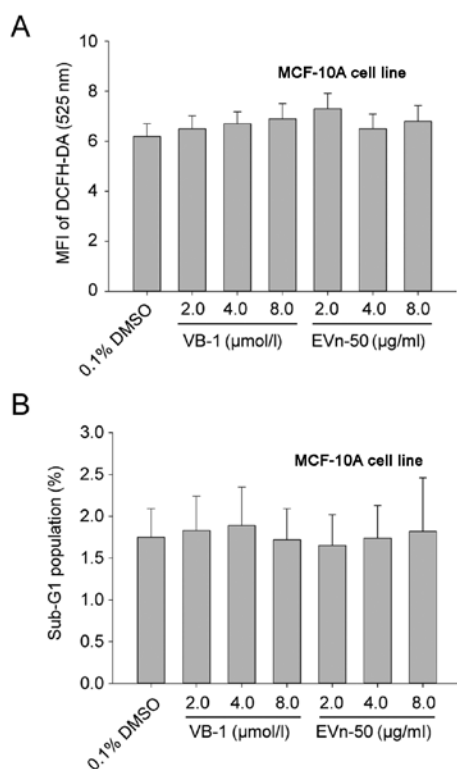 A
MCF-10A cell line
MFI of DCFH-DA (525 nm)
10
8
6
4
2
0
0.1% DMSO
2.0 4.0 8.0 2.0 4.0 8.0
VB-1 (μmol/l) EVn-50 (μg/ml)
B
MCF-10A cell line
Sub-G1 population (%)
3.0
2.5
2.0
1.5
1.0
0.5
0.0
0.1% DMSO
2.0 4.0 8.0 2.0 4.0 8.0
VB-1 (μmol/l) EVn-50 (μg/ml)